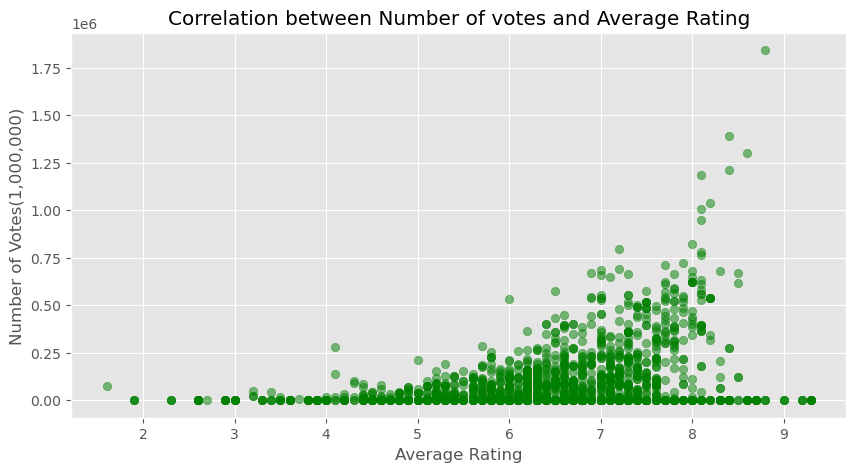 Correlation between Number of votes and Average Rating
1e6
1.75
1.50
1.25
1.00
0.75
0.50
0.25
0.00
Number of Votes(1,000,000)
2 3 4 5 6 7 8 9
Average Rating